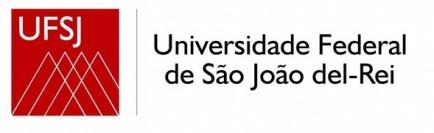 UFSJ
Universidade Federal
de São João del-Rei